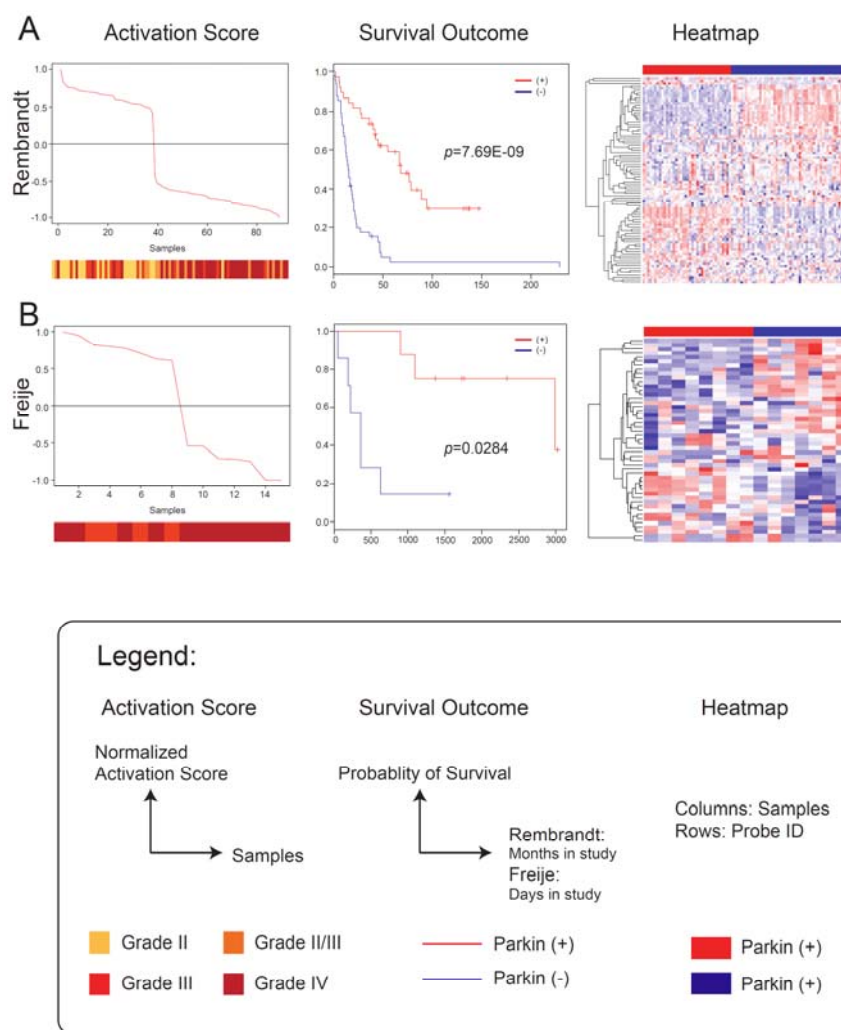 A
Activation Score
Survival Outcome
Heatmap
Rembrandt
1.0
0.5
0.0
-0.5
-1.0
0 20 40 60 80
Samples
1.0
0.8
0.6
0.4
0.2
0.0
0 50 100 150 200
(+)
(-)
p=7.69E-09
B
Freije
1.0
0.5
0.0
-0.5
-1.0
2 4 6 8 10 12 14
Samples
1.0
0.8
0.6
0.4
0.2
0.0
0 500 1000 1500 2000 2500 3000
(+)
(-)
p=0.0284
Legend:
Activation Score
Survival Outcome
Heatmap
Normalized
Activation Score
Samples
Probablity of Survival
Rembrandt:
Months in study
Freije:
Days in study
Columns: Samples
Rows: Probe ID
Grade II
Grade II/III
Grade III
Grade IV
Parkin (+)
Parkin (-)
Parkin (+)
Parkin (+)